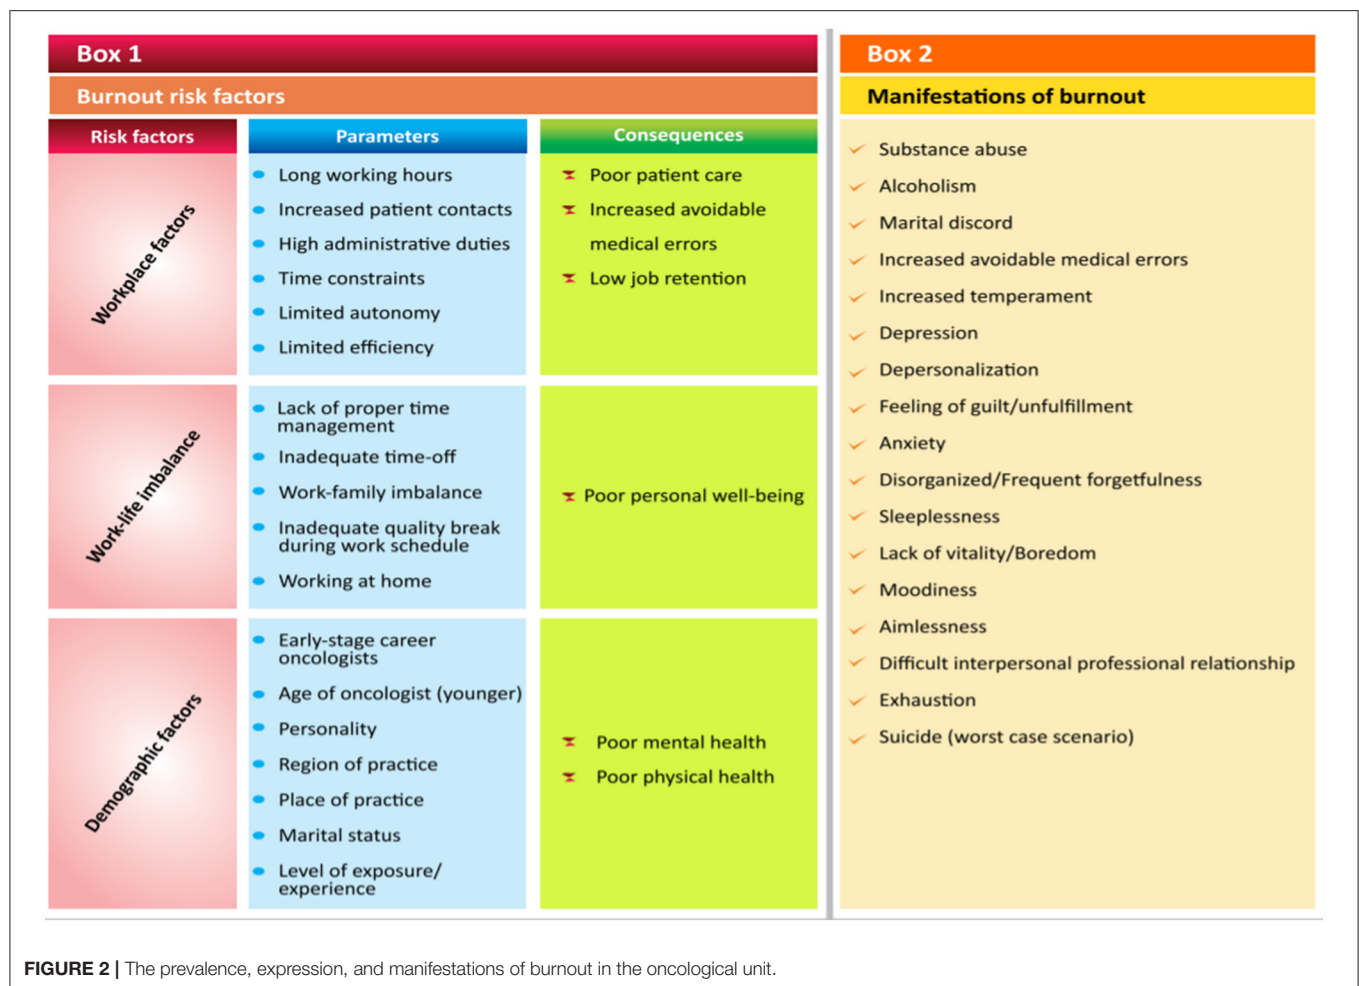 Box 1
Burnout risk factors
Risk factors
Parameters
Consequences
Workplace factors
Long working hours
Increased patient contacts
High administrative duties
Time constraints
Limited autonomy
Limited efficiency
Poor patient care
Increased avoidable
medical errors
Low job retention
Work-life imbalance
Lack of proper time
management
Inadequate time-off
Work-family imbalance
Inadequate quality break
during work schedule
Working at home
Poor personal well-being
Demographic factors
Early-stage career
oncologists
Age of oncologist (younger)
Personality
Region of practice
Place of practice
Marital status
Level of exposure/
experience
Poor mental health
Poor physical health
Box 2
Manifestations of burnout
Substance abuse
Alcoholism
Marital discord
Increased avoidable medical errors
Increased temperament
Depression
Depersonalization
Feeling of guilt/unfulfillment
Anxiety
Disorganized/Frequent forgetfulness
Sleeplessness
Lack of vitality/Boredom
Moodiness
Aimlessness
Difficult interpersonal professional relationship
Exhaustion
Suicide (worst case scenario)
FIGURE 2 | The prevalence, expression, and manifestations of burnout in the oncological unit.